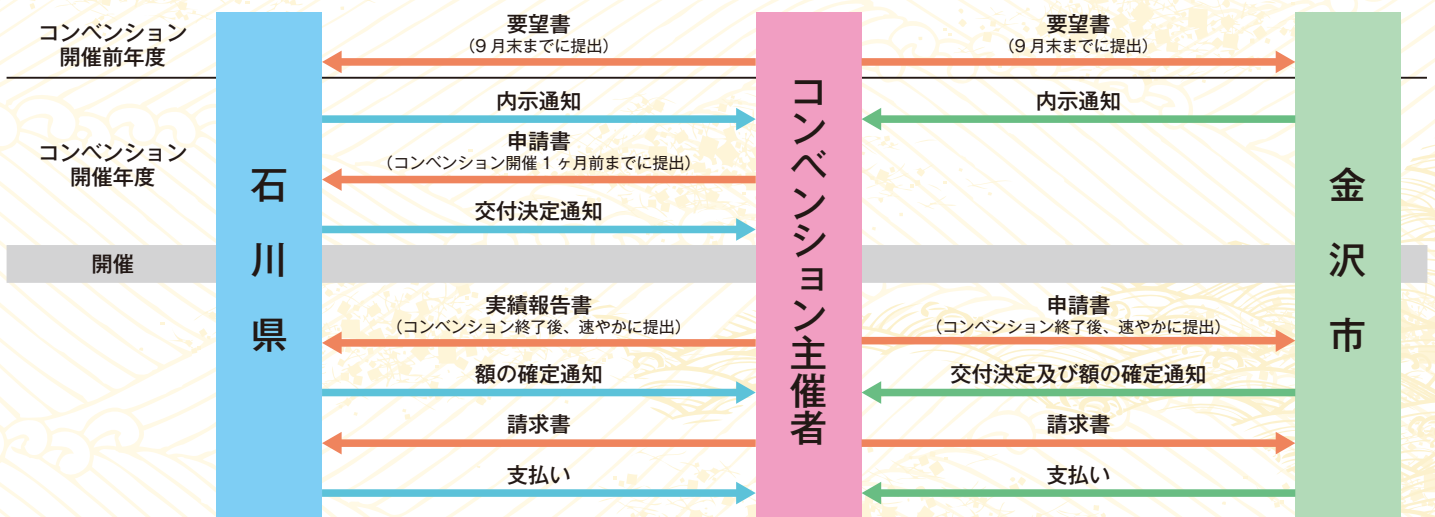 コンベンション
開催前年度
要望書
（9月末までに提出）
要望書
（9月末までに提出）
コンベンション
開催年度
石川県
コンベンション主催者
金沢市
内示通知
内示通知
申請書
（コンベンション開催1ヶ月前までに提出）
交付決定通知
開催
実績報告書
（コンベンション終了後、速やかに提出）
申請書
（コンベンション終了後、速やかに提出）
額の確定通知
交付決定及び額の確定通知
請求書
請求書
支払い
支払い